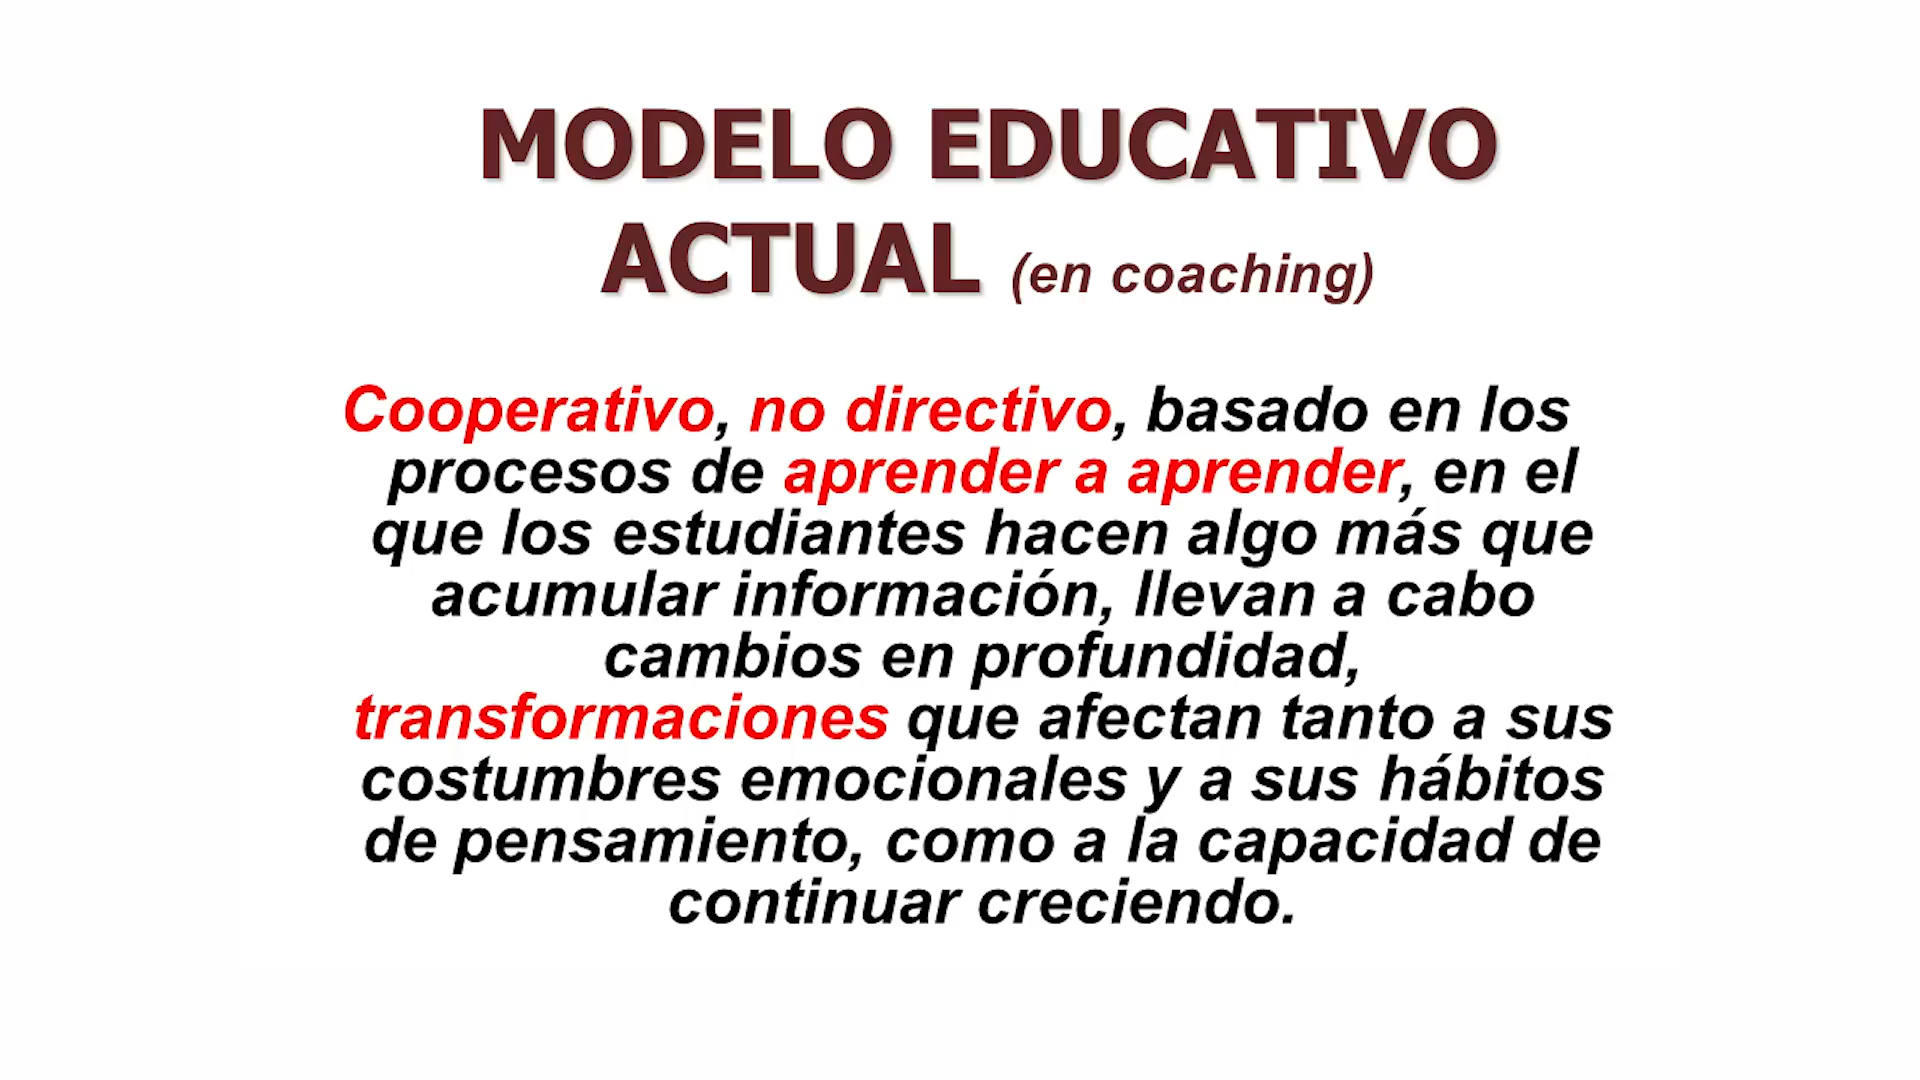 MODELO EDUCATIVO
ACTUAL (en coaching)
Cooperativo, no directivo, basado en los
procesos de aprender a aprender, en el
que los estudiantes hacen algo más que
acumular información, llevan a cabo
cambios en profundidad,
transformaciones que afectan tanto a sus
costumbres emocionales y a sus hábitos
de pensamiento, como a la capacidad de
continuar creciendo.